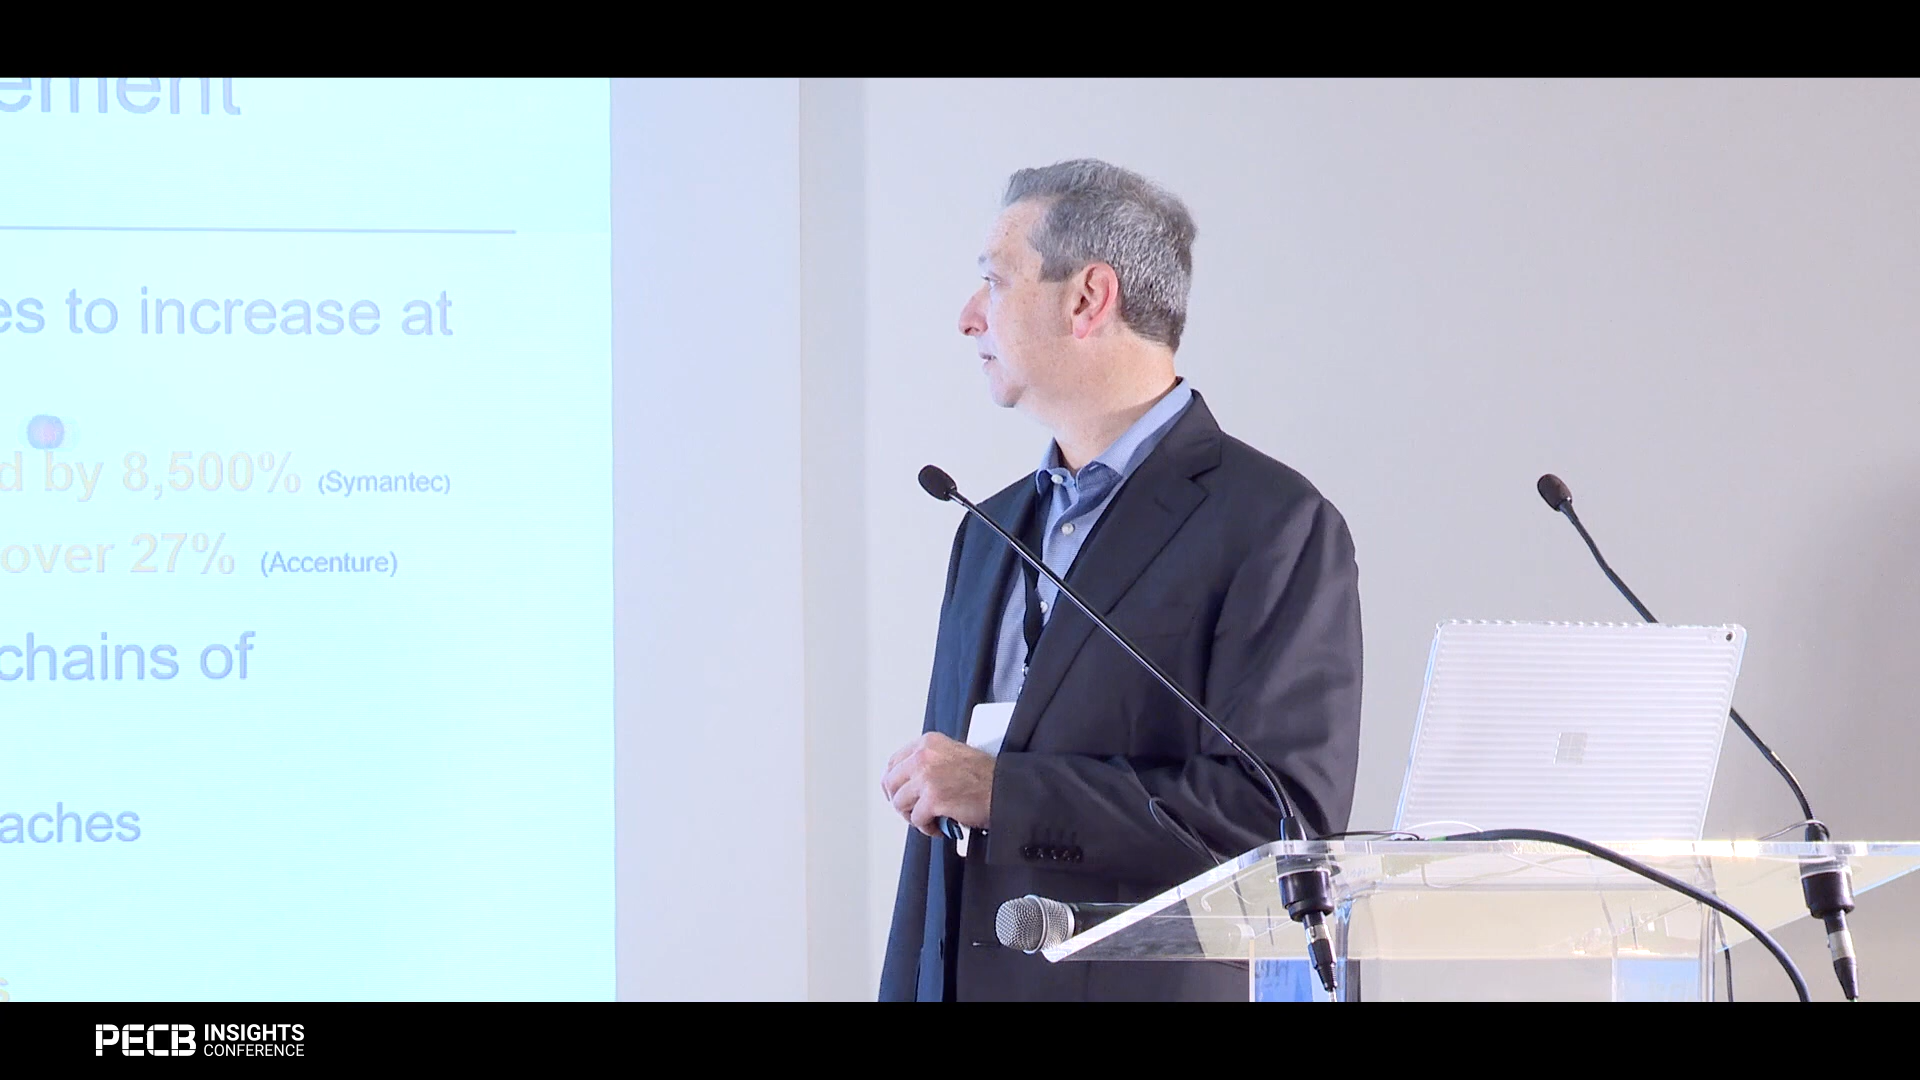 ement
es to increase at
d by 8,500% (Symantec)
over 27% (Accenture)
chains of
aches
PECB INSIGHTS
CONFERENCE